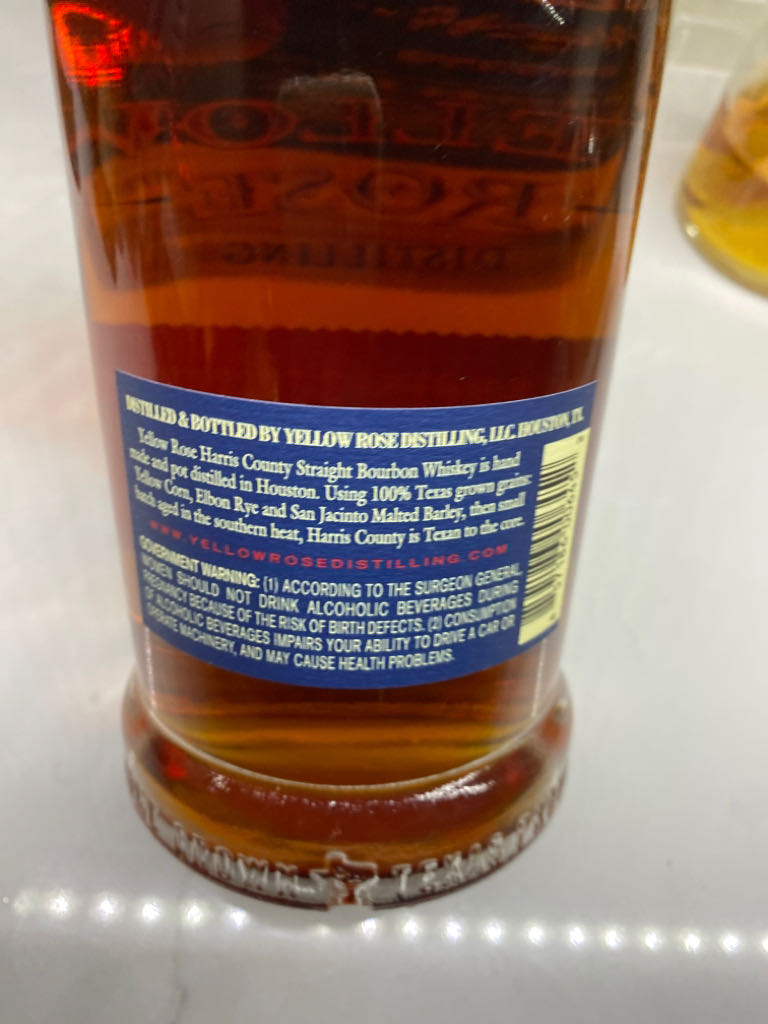 YELLOW
ROSE
DISTILLING
DISTILLED & BOTTLED BY YELLOW ROSE DISTILLING, LLC. HOUSTON, TX.
Yellow Rose Harris County Straight Bourbon Whiskey is hand
made and pot distilled in Houston. Using 100% Texas grown grains:
Yellow Corn, Elbon Rye and San Jacinto Malted Barley, then small
batch aged in the southern heat, Harris County is Texan to the core.
WWW.YELLOWROSEDISTILLING.COM
GOVERNMENT WARNING: (1) ACCORDING TO THE SURGEON GENERAL,
WOMEN SHOULD NOT DRINK ALCOHOLIC BEVERAGES DURING
PREGNANCY BECAUSE OF THE RISK OF BIRTH DEFECTS. (2) CONSUMPTION
OF ALCOHOLIC BEVERAGES IMPAIRS YOUR ABILITY TO DRIVE A CAR OR
OPERATE MACHINERY, AND MAY CAUSE HEALTH PROBLEMS.